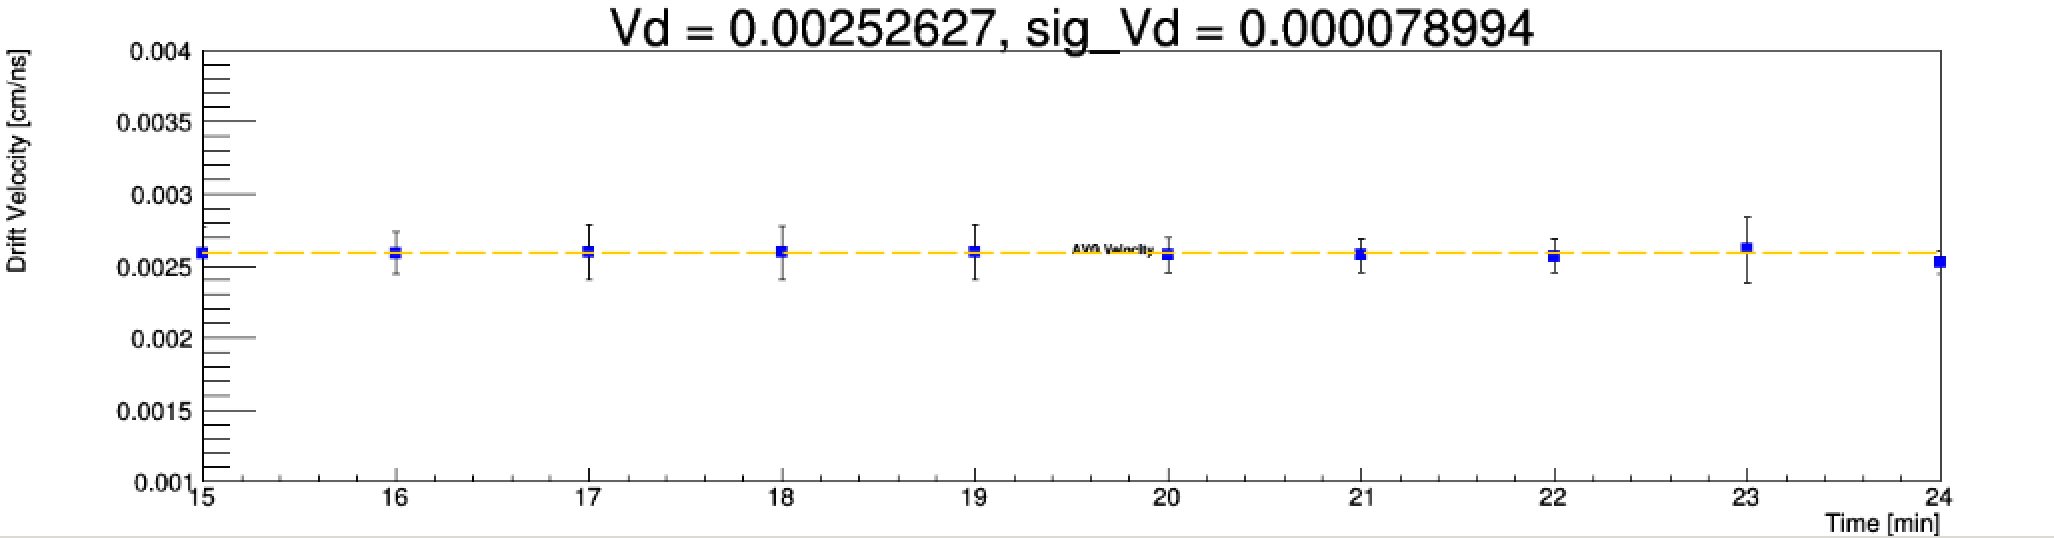 Vd = 0.00252627, sig_Vd = 0.000078994
Drift Velocity [cm/ns]
0.004
0.0035
0.003
0.0025
0.002
0.0015
0.001
AVG Velocity
15 16 17 18 19 20 21 22 23 24
Time [min]